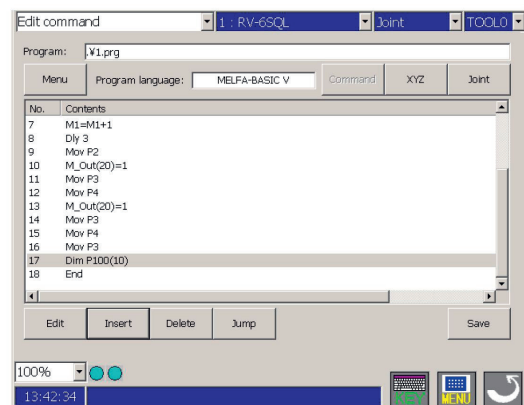 Edit command 1 : RV-6SQL Joint TOOL0
Program: .¥1.prg
Menu Program language: MELFA-BASIC V Command XYZ Joint
No. Contents
7 M1=M1+1
8 Dly 3
9 Mov P2
10 M_Out(20)=1
11 Mov P3
12 Mov P4
13 M_Out(20)=1
14 Mov P3
15 Mov P4
16 Mov P3
17 Dim P100(10)
18 End
Edit Insert Delete Jump Save
100%
13:42:34 KEY MENU